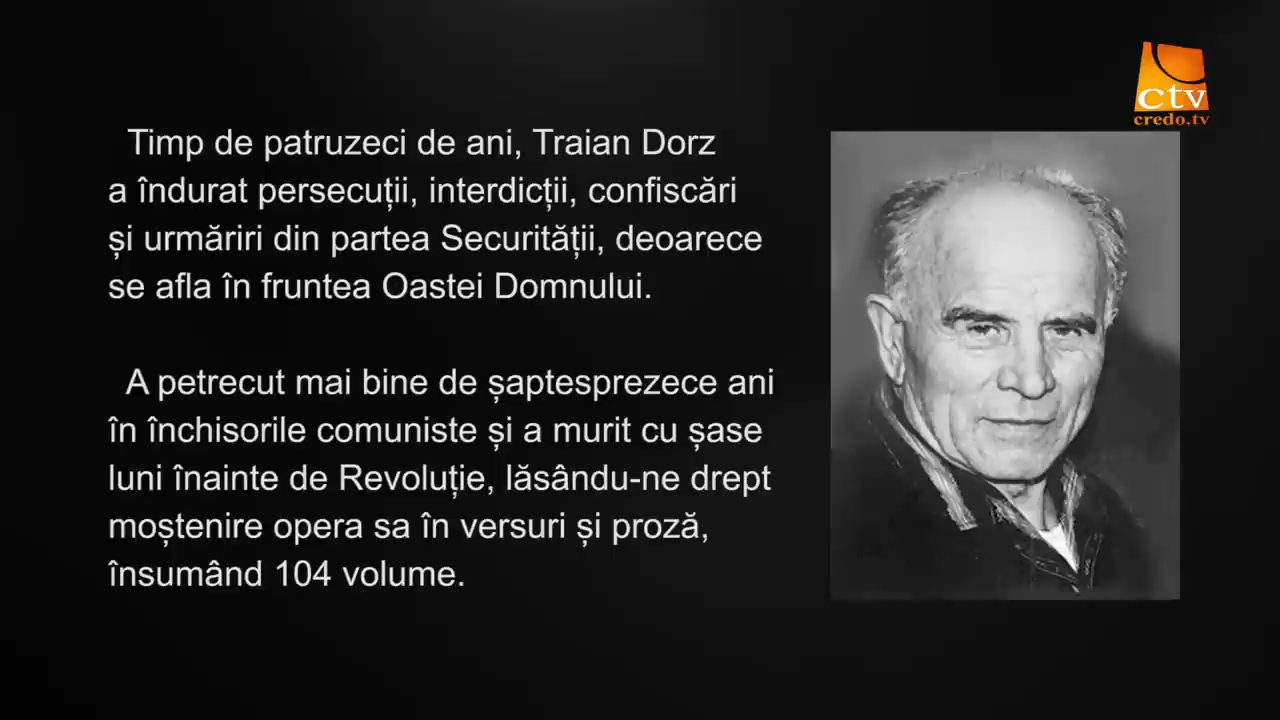 ctv
credo.tv
Timp de patruzeci de ani, Traian Dorz
a îndurat persecuții, interdicții, confiscări
și urmăriri din partea Securității, deoarece
se afla în fruntea Oastei Domnului.
A petrecut mai bine de șaptesprezece ani
în închisorile comuniste și a murit cu șase
luni înainte de Revoluție, lăsându-ne drept
moștenire opera sa în versuri și proză,
însumând 104 volume.